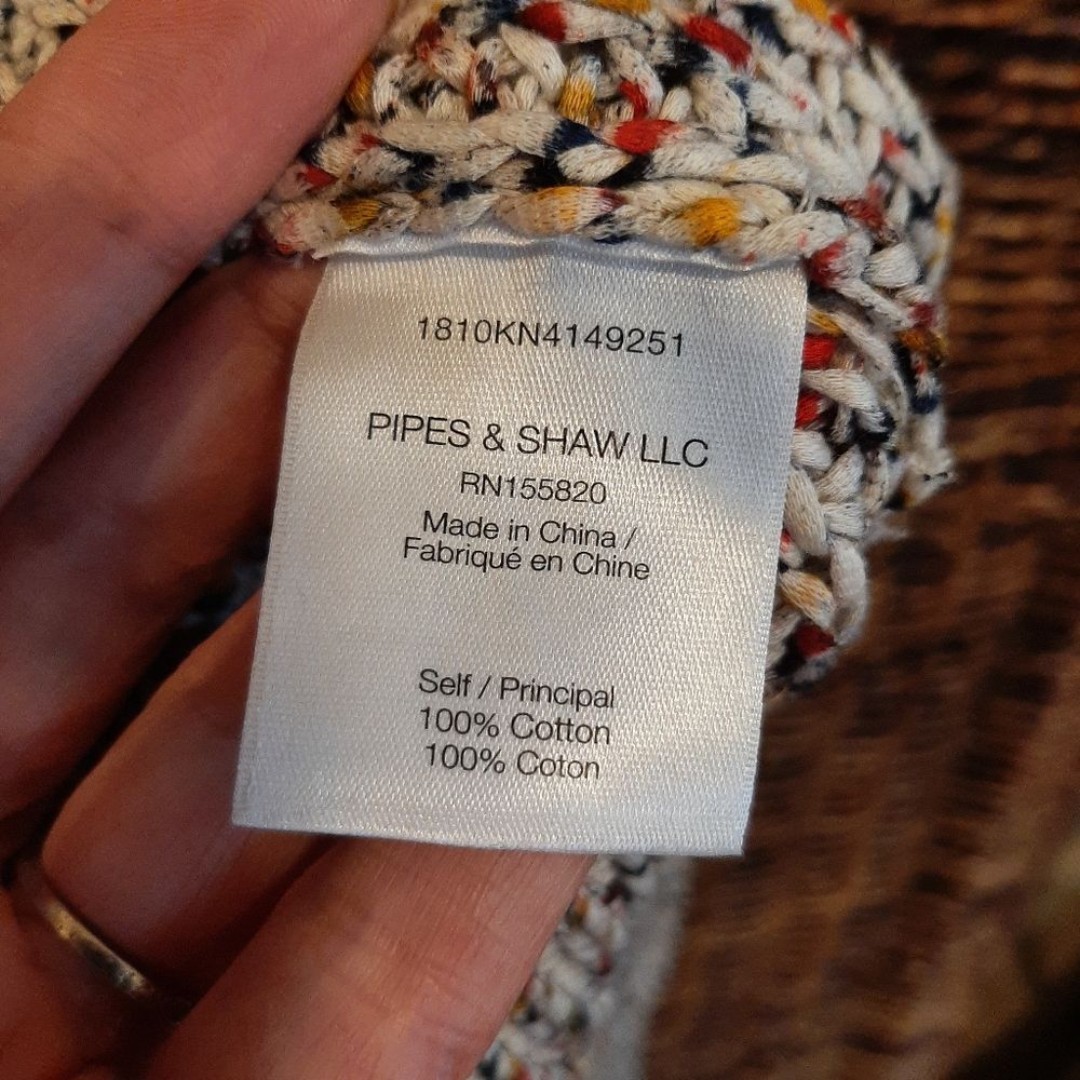 1810KN4149251
PIPES & SHAW LLC
RN155820
Made in China /
Fabriqué en Chine
Self / Principal
100% Cotton
100% Coton